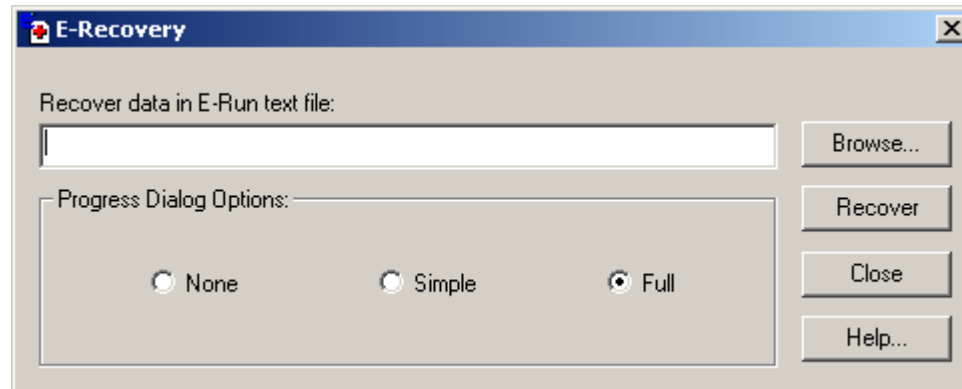 E-Recovery
Recover data in E-Run text file:
Browse...
Progress Dialog Options:
Recover
None Simple Full
Close
Help...